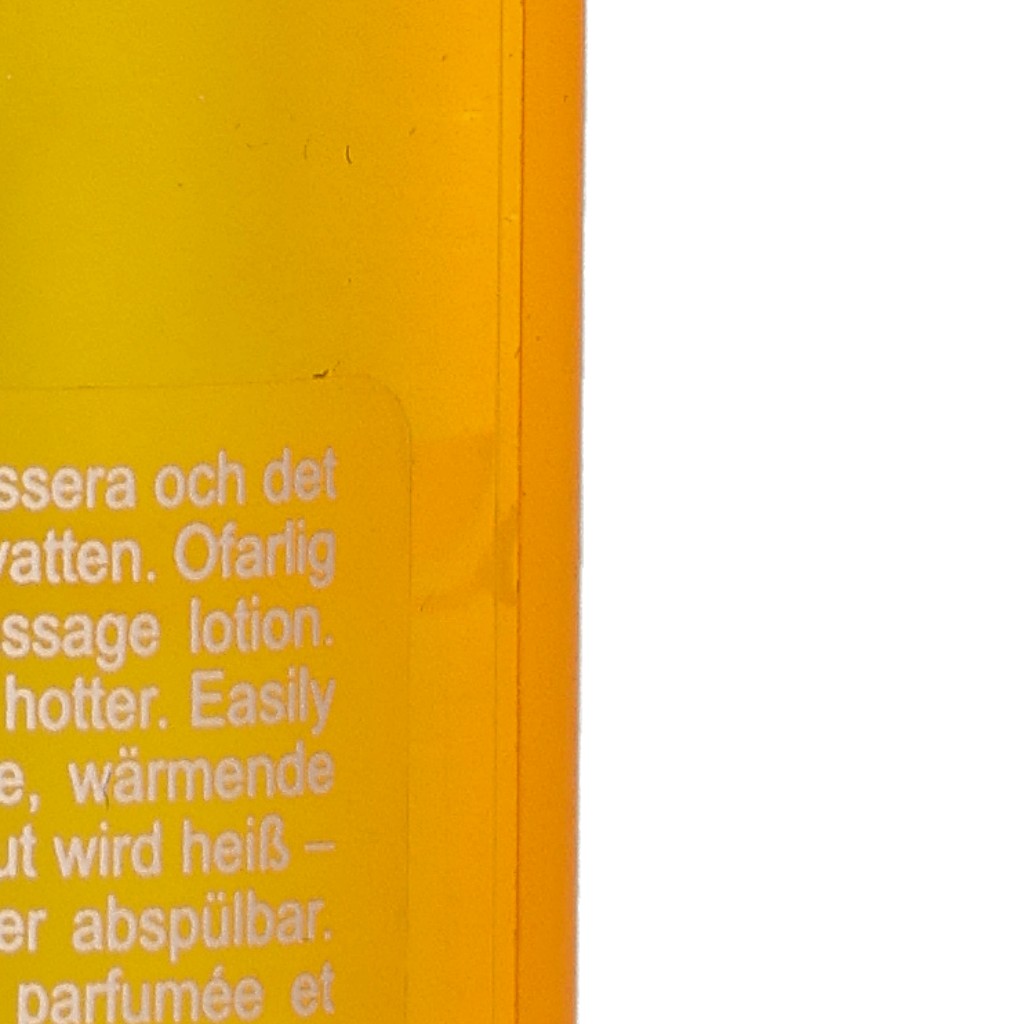 ssera och det
vatten. Ofarlig
ssage lotion.
hotter. Easily
e, wärmende
ut wird heiß –
er abspülbar.
parfumée et